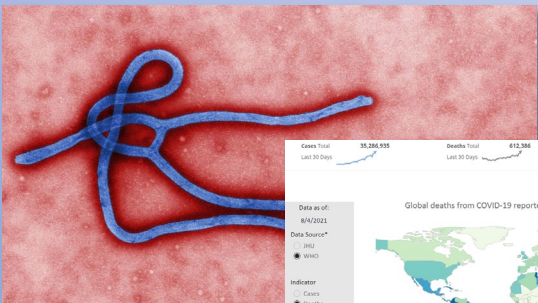 Cases Total 35,286,935 Deaths Total 612,386
Last 30 Days Last 30 Days
Data as of: Global deaths from COVID-19 reporte
8/4/2021
Data Source*
JHU
WHO
Indicator
Cases
Deaths